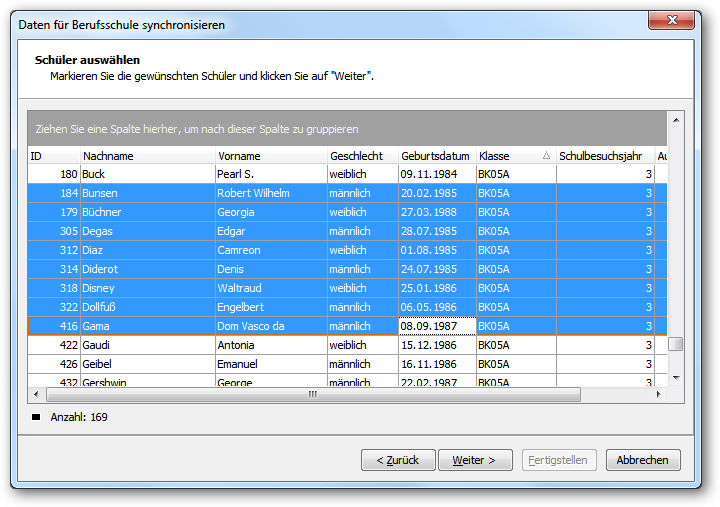 Daten für Berufsschule synchronisieren
Schüler auswählen
Markieren Sie die gewünschten Schüler und klicken Sie auf "Weiter".
Ziehen Sie eine Spalte hierher, um nach dieser Spalte zu gruppieren
ID Nachname Vorname Geschlecht Geburtsdatum Klasse Schulbesuchsjahr Au
180 Buck Pearl S. weiblich 09.11.1984 BK05A 3
184 Bunsen Robert Wilhelm männlich 20.02.1985 BK05A 3
179 Büchner Georgia weiblich 27.03.1988 BK05A 3
305 Degas Edgar männlich 28.07.1985 BK05A 3
312 Diaz Camreon weiblich 01.08.1985 BK05A 3
314 Diderot Denis männlich 24.07.1985 BK05A 3
318 Disney Waltraud weiblich 25.01.1986 BK05A 3
322 Dollfuß Engelbert männlich 06.05.1986 BK05A 3
416 Gama Dom Vasco da männlich 08.09.1987 BK05A 3
422 Gaudi Antonia weiblich 15.12.1986 BK05A 3
426 Geibel Emanuel männlich 16.11.1986 BK05A 3
432 Gershwin George männlich 22.02.1987 BK05A 3
Anzahl: 169
< Zurück Weiter > Fertigstellen Abbrechen